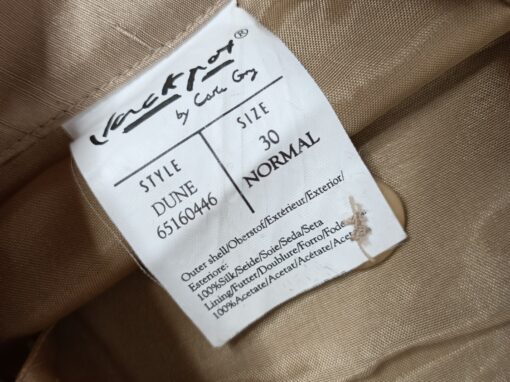 Jackpot®
by Carli Gry
STYLE
DUNE
65160446
SIZE
30
NORMAL
Outer shell/Oberstof/Extérieur/Exterior/
Esteriore:
100%Silk/Seide/Soie/Seda/Seta
Lining/Futter/Doublure/Forro/Fode
100%Acetate/Acetat/Acétate/Acet